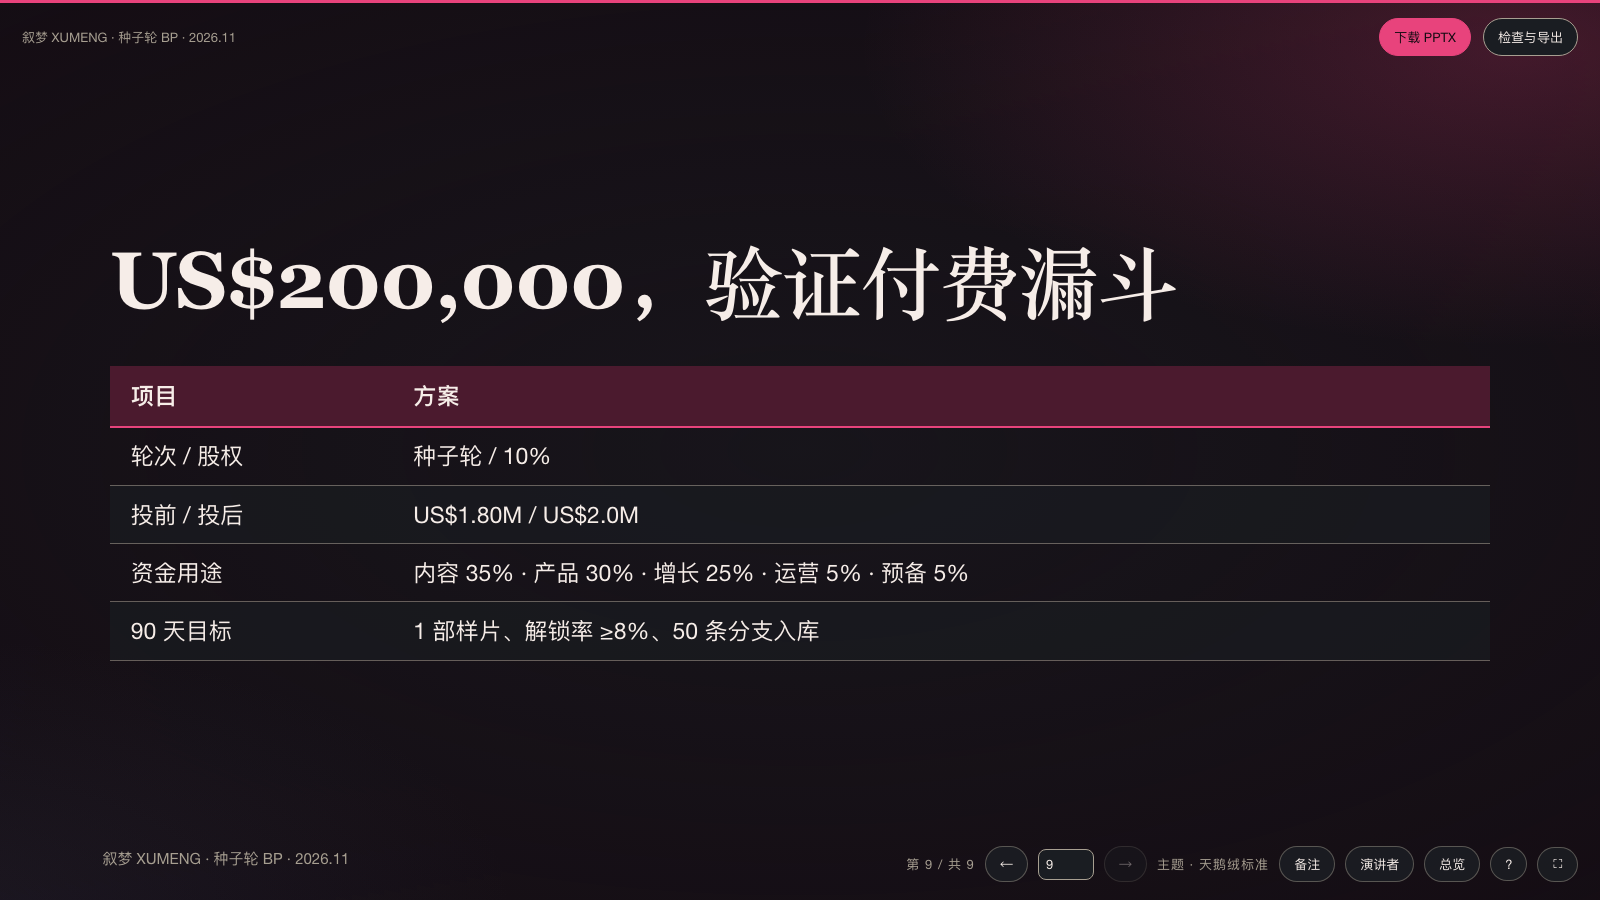 叙梦 XUMENG · 种子轮 BP · 2026.11
下载 PPTX
检查与导出
US$200,000，验证付费漏斗
项目 方案
轮次 / 股权 种子轮 / 10%
投前 / 投后 US$1.80M / US$2.0M
资金用途 内容 35% · 产品 30% · 增长 25% · 运营 5% · 预备 5%
90 天目标 1 部样片、解锁率 ≥8%、50 条分支入库
叙梦 XUMENG · 种子轮 BP · 2026.11
第 9 / 共 9 ← 9 → 主题 · 天鹅绒标准 备注 演讲者 总览 ?